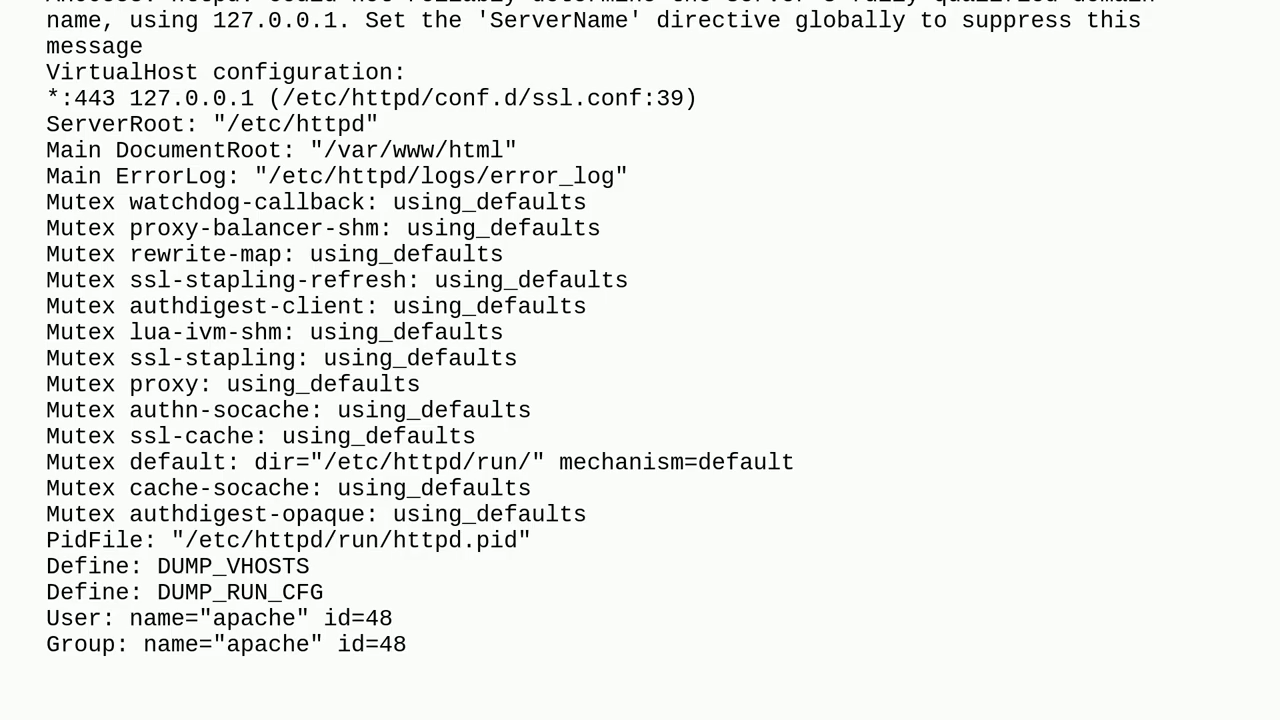 name, using 127.0.0.1. Set the 'ServerName' directive globally to suppress this
message
VirtualHost configuration:
*:443 127.0.0.1 (/etc/httpd/conf.d/ssl.conf:39)
ServerRoot: "/etc/httpd"
Main DocumentRoot: "/var/www/html"
Main ErrorLog: "/etc/httpd/logs/error_log"
Mutex watchdog-callback: using_defaults
Mutex proxy-balancer-shm: using_defaults
Mutex rewrite-map: using_defaults
Mutex ssl-stapling-refresh: using_defaults
Mutex authdigest-client: using_defaults
Mutex lua-ivm-shm: using_defaults
Mutex ssl-stapling: using_defaults
Mutex proxy: using_defaults
Mutex authn-socache: using_defaults
Mutex ssl-cache: using_defaults
Mutex default: dir="/etc/httpd/run/" mechanism=default
Mutex cache-socache: using_defaults
Mutex authdigest-opaque: using_defaults
PidFile: "/etc/httpd/run/httpd.pid"
Define: DUMP_VHOSTS
Define: DUMP_RUN_CFG
User: name="apache" id=48
Group: name="apache" id=48